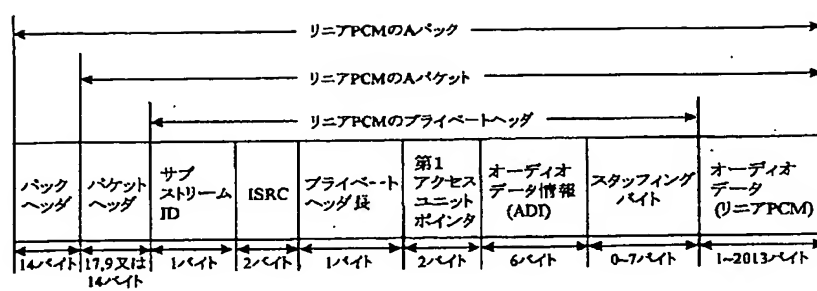 リニアPCMのAパック
リニアPCMのAパケット
リニアPCMのプライベートヘッダ
パック
ヘッダ
パケット
ヘッダ
サブ
ストリーム
ID
ISRC
プライベート
ヘッダ長
第1
アクセス
ユニット
ポインタ
オーディオ
データ情報
(ADI)
スタッフィング
バイト
オーディオ
データ
(リニアPCM)
14バイト
17,9又は
14バイト
1バイト
2バイト
1バイト
2バイト
6バイト
0~7バイト
1~2013バイト